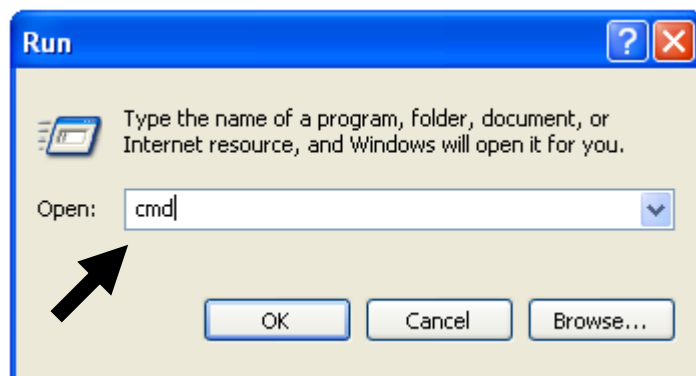 Run
Type the name of a program, folder, document, or
Internet resource, and Windows will open it for you.
Open: cmd
OK Cancel Browse...